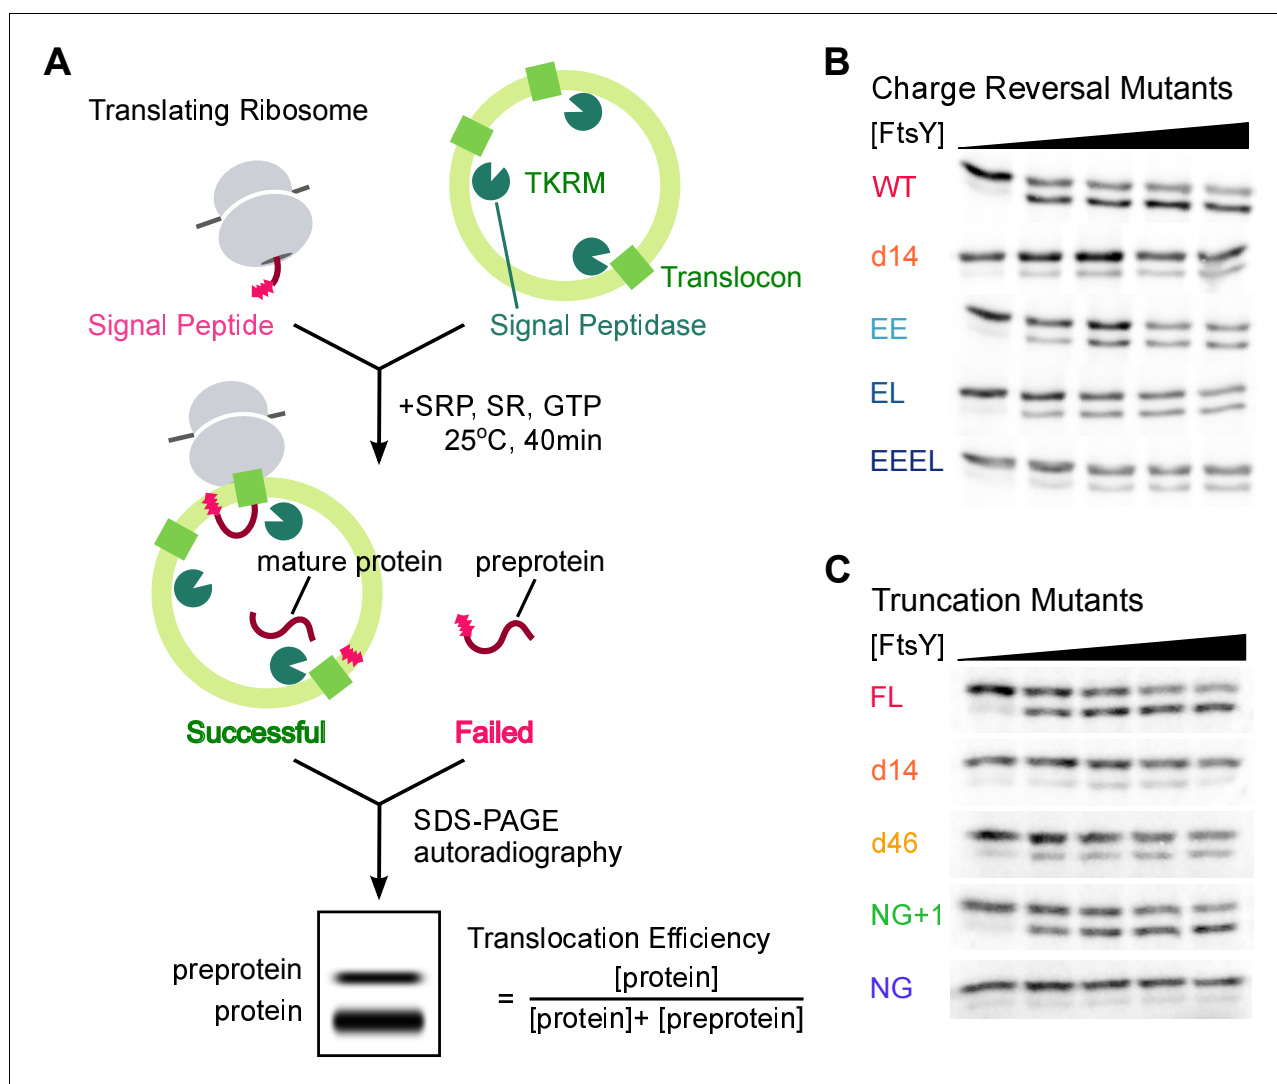 A
Translating Ribosome
TKRM
Translocon
Signal Peptide
Signal Peptidase
+SRP, SR, GTP
25°C, 40min
mature protein
preprotein
Successful
Failed
SDS-PAGE
autoradiography
preprotein
protein
Translocation Efficiency
= [protein]
[protein]+ [preprotein]
B
Charge Reversal Mutants
[FtsY]
WT
d14
EE
EL
EEEL
C
Truncation Mutants
[FtsY]
FL
d14
d46
NG+1
NG